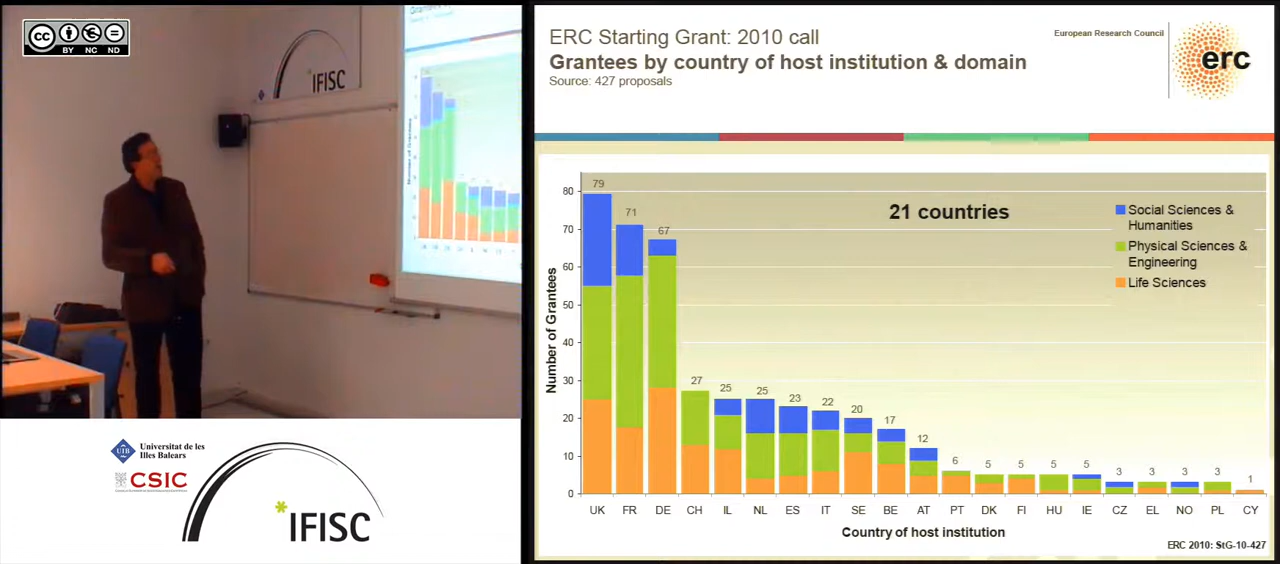 cc
BY NC ND
IFISC
Universitat de les
Illes Balears
UIB
CSIC
IFISC
ERC Starting Grant: 2010 call
Grantees by country of host institution & domain
Source: 427 proposals
European Research Council
erc
21 countries
Social Sciences &
Humanities
Physical Sciences &
Engineering
Life Sciences
Number of Grantees
80
70
60
50
40
30
20
10
0
79 71 67 27 25 25 23 22 20 17 12 6 5 5 5 5 3 3 3 3 1
UK FR DE CH IL NL ES IT SE BE AT PT DK FI HU IE CZ EL NO PL CY
Country of host institution
ERC 2010: StG-10-427